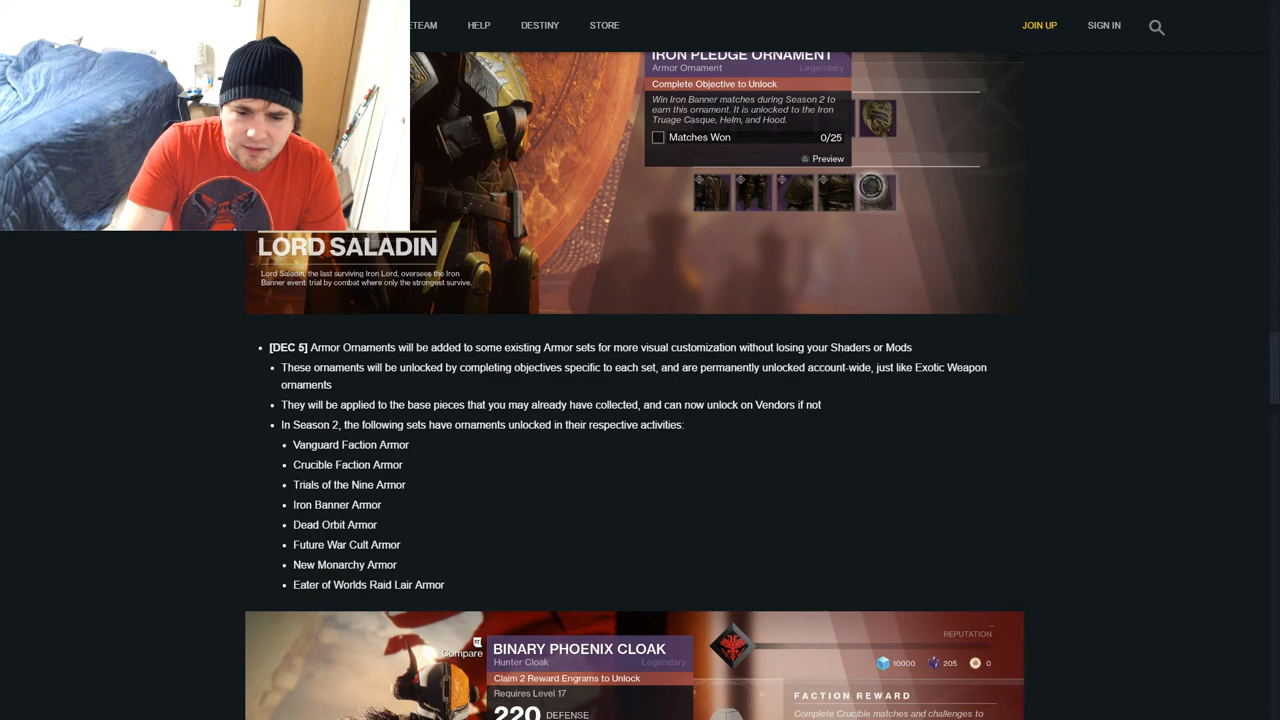 ETEAM HELP DESTINY STORE JOIN UP SIGN IN
IRON PLEDGE ORNAMENT
Armor Ornament Legendary
Complete Objective to Unlock
Win Iron Banner matches during Season 2 to
earn this ornament. It is unlocked to the Iron
Truage Casque, Helm, and Hood.
Matches Won 0/25
Preview
LORD SALADIN
Lord Saladin, the last surviving Iron Lord, oversees the Iron
Banner event: trial by combat where only the strongest survive.
[DEC 5] Armor Ornaments will be added to some existing Armor sets for more visual customization without losing your Shaders or Mods
These ornaments will be unlocked by completing objectives specific to each set, and are permanently unlocked account-wide, just like Exotic Weapon
ornaments
They will be applied to the base pieces that you may already have collected, and can now unlock on Vendors if not
In Season 2, the following sets have ornaments unlocked in their respective activities:
Vanguard Faction Armor
Crucible Faction Armor
Trials of the Nine Armor
Iron Banner Armor
Dead Orbit Armor
Future War Cult Armor
New Monarchy Armor
Eater of Worlds Raid Lair Armor
Compare
BINARY PHOENIX CLOAK
Hunter Cloak Legendary
Claim 2 Reward Engrams to Unlock
Requires Level 17
220 DEFENSE
REPUTATION
10000 205 0
FACTION REWARD
Complete Crucible matches and challenges to